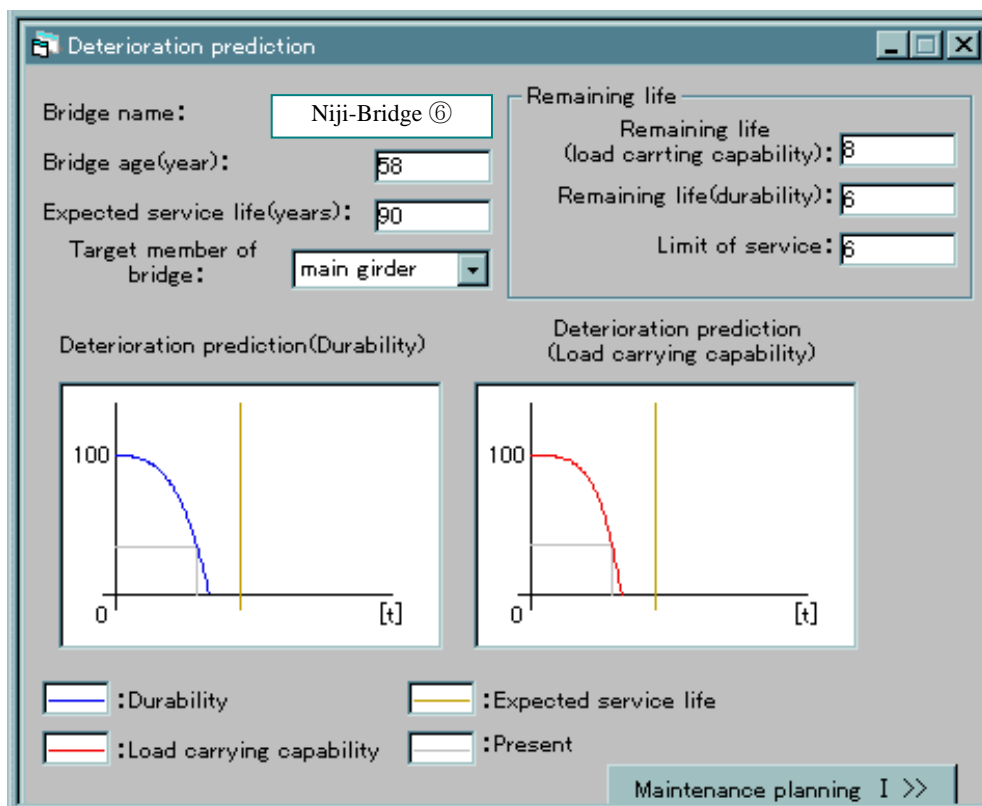 Deterioration prediction
Bridge name:
Niji-Bridge ⑥
Bridge age(year):
58
Expected service life(years):
90
Target member of
bridge:
main girder
Remaining life
Remaining life
(load carrting capability):
8
Remaining life(durability):
6
Limit of service:
6
Deterioration prediction(Durability)
100
0
[t]
Deterioration prediction
(Load carrying capability)
100
0
[t]
:Durability
:Expected service life
:Load carrying capability
:Present
Maintenance planning I >>